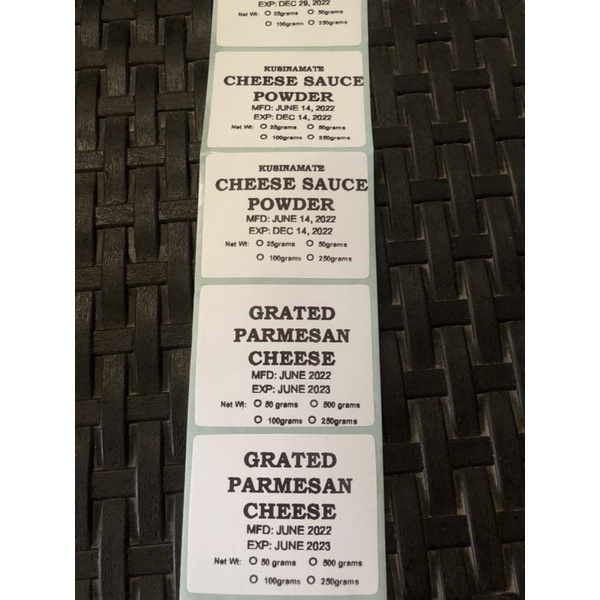 EXP: DEC 29, 2022
Net Wt: O 25grams O 50grams
O 100grams O 250grams
KUSINAMATE
CHEESE SAUCE
POWDER
MFD: JUNE 14, 2022
EXP: DEC 14, 2022
Net Wt: O 25grams O 50grams
O 100grams O 250grams
KUSINAMATE
CHEESE SAUCE
POWDER
MFD: JUNE 14, 2022
EXP: DEC 14, 2022
Net Wt: O 25grams O 50grams
O 100grams O 250grams
GRATED
PARMESAN
CHEESE
MFD: JUNE 2022
EXP: JUNE 2023
Net Wt: O 50 grams O 500 grams
O 100grams O 250grams
GRATED
PARMESAN
CHEESE
MFD: JUNE 2022
EXP: JUNE 2023
Net Wt: O 50 grams O 500 grams
O 100grams O 250grams